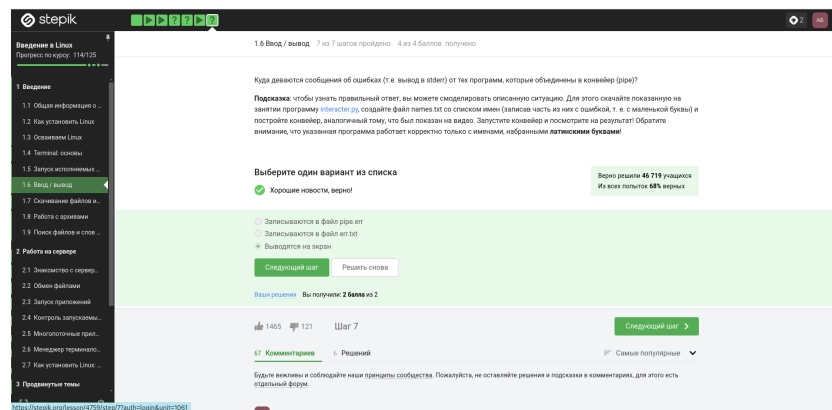 stepik
2
АБ
Введение в Linux
Прогресс по курсу: 114/125
1 Введение
1.1 Общая информация о ...
1.2 Как установить Linux
1.3 Осваиваем Linux
1.4 Terminal: основы
1.5 Запуск исполняемых ...
1.6 Ввод / вывод
1.7 Скачивание файлов и...
1.8 Работа с архивами
1.9 Поиск файлов и слов ...
2 Работа на сервере
2.1 Знакомство с сервер...
2.2 Обмен файлами
2.3 Запуск приложений
2.4 Контроль запускаемы...
2.5 Многопоточные прил...
2.6 Менеджер терминало...
2.7 Как установить Linux: ...
3 Продвинутые темы
https://stepik.org/lesson/4759/step/7?auth=login&unit=1061
1.6 Ввод / вывод 7 из 7 шагов пройдено 4 из 4 баллов получено
Куда деваются сообщения об ошибках (т.е. вывод в stderr) от тех программ, которые объединены в конвейер (pipe)?
Подсказка: чтобы узнать правильный ответ, вы можете смоделировать описанную ситуацию. Для этого скачайте показанную на
занятии программу interacter.py, создайте файл names.txt со списком имен (записав часть из них с ошибкой, т. е. с маленькой буквы) и
постройте конвейер, аналогичный тому, что был показан на видео. Запустите конвейер и посмотрите на результат! Обратите
внимание, что указанная программа работает корректно только с именами, набранными латинскими буквами!
Выберите один вариант из списка
Хорошие новости, верно!
Верно решили 46 719 учащихся
Из всех попыток 68% верных
Записываются в файл pipe.err
Записываются в файл err.txt
Выводятся на экран
Следующий шаг
Решить снова
Ваши решения Вы получили: 2 балла из 2
1465 121 Шаг 7
Следующий шаг
67 Комментариев 6 Решений
Самые популярные
Будьте вежливы и соблюдайте наши принципы сообщества. Пожалуйста, не оставляйте решения и подсказки в комментариях, для этого есть
отдельный форум.